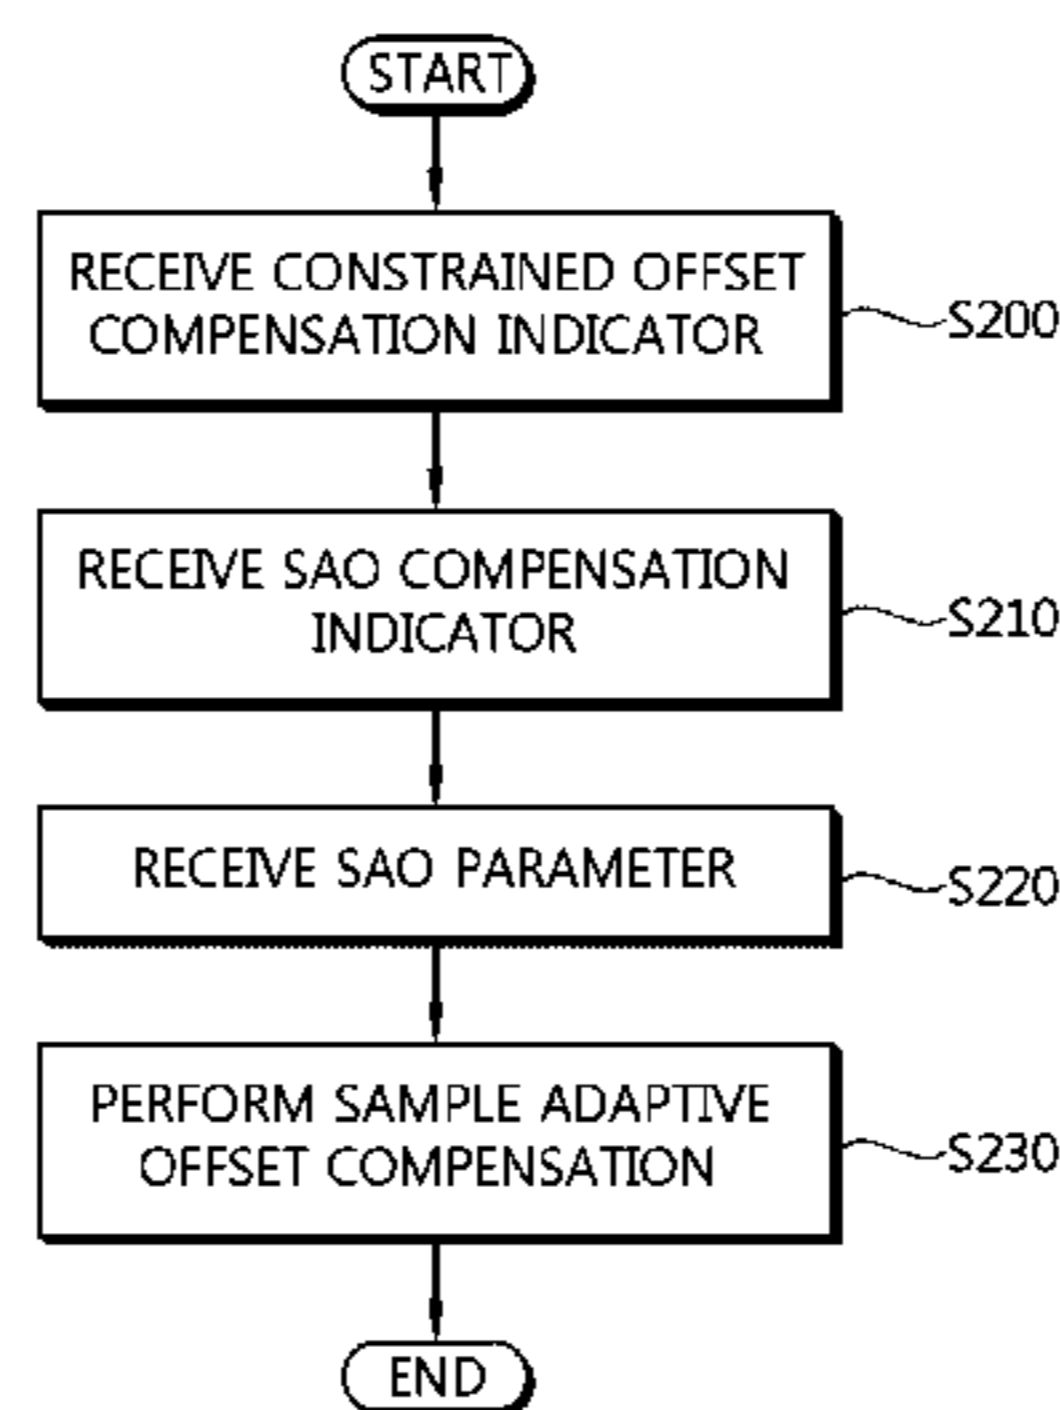 START
RECEIVE CONSTRAINED OFFSET
COMPENSATION INDICATOR
S200
RECEIVE SAO COMPENSATION
INDICATOR
S210
RECEIVE SAO PARAMETER
S220
PERFORM SAMPLE ADAPTIVE
OFFSET COMPENSATION
S230
END